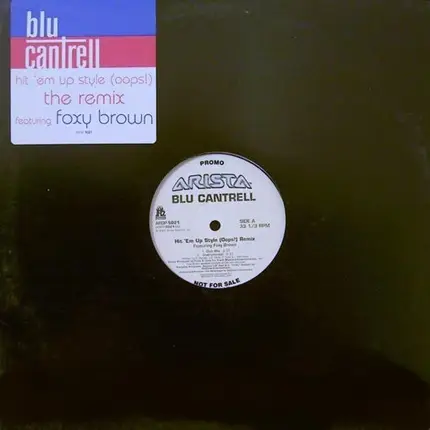 blu
cantrell
hit 'em up style (oops!)
the remix
featuring foxy brown
PROMO
ARISTA
BLU CANTRELL
SIDE A
33 1/3 RPM
Hit 'Em Up Style (Oops!) Remix
Featuring Foxy Brown
NOT FOR SALE